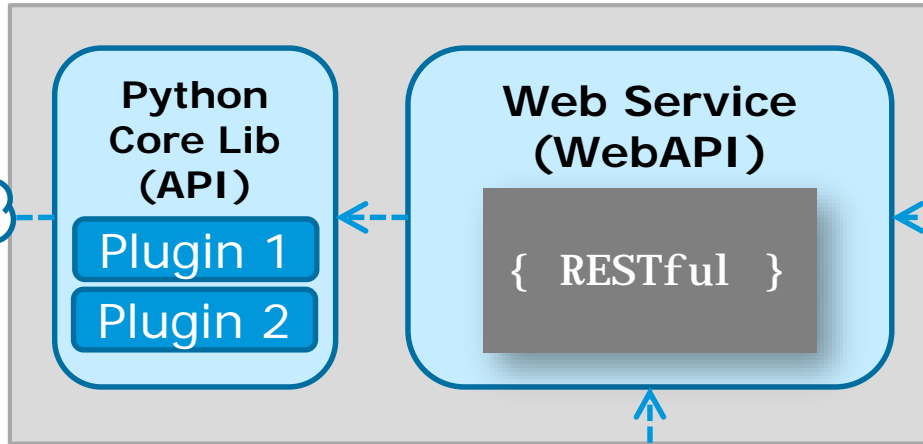 Python
Core Lib
(API)
Plugin 1
Plugin 2
Web Service
(WebAPI)
{ RESTful }